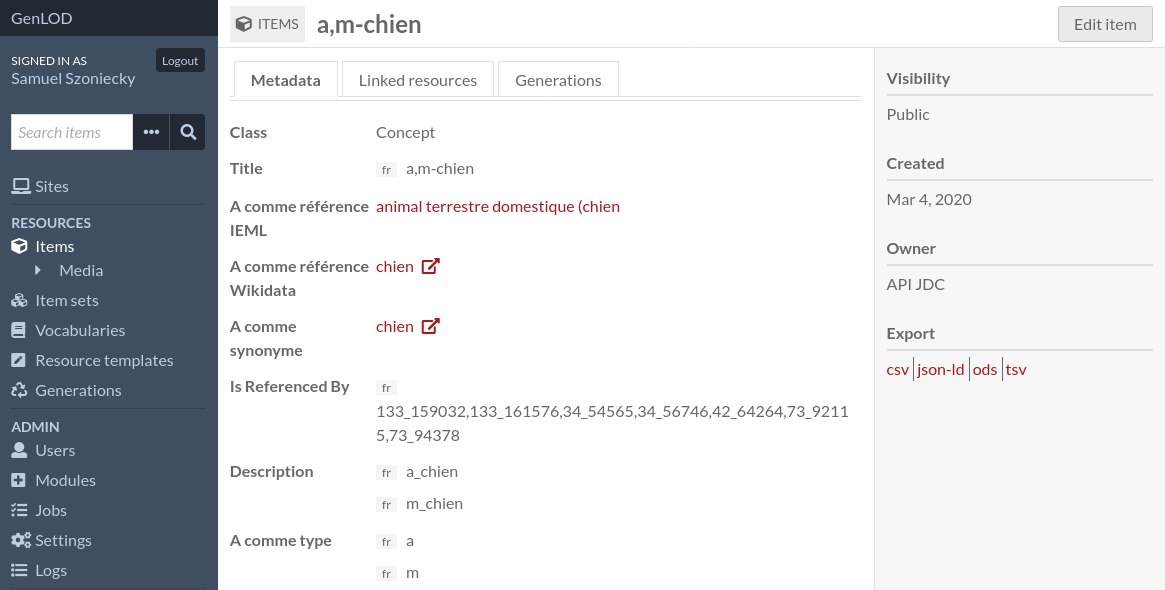 GenLOD
SIGNED IN AS
Logout
Samuel Szoniecky
Search items
Sites
RESOURCES
Items
Media
Item sets
Vocabularies
Resource templates
Generations
ADMIN
Users
Modules
Jobs
Settings
Logs
ITEMS a,m-chien
Edit item
Metadata Linked resources Generations
Class Concept
Title fr a,m-chien
A comme référence animal terrestre domestique (chien
IEML
A comme référence chien
Wikidata
A comme chien
synonyme
Is Referenced By fr
133_159032,133_161576,34_54565,34_56746,42_64264,73_9211
5,73_94378
Description fr a_chien
fr m_chien
A comme type fr a
fr m
Visibility
Public
Created
Mar 4, 2020
Owner
API JDC
Export
csv json-ld ods tsv